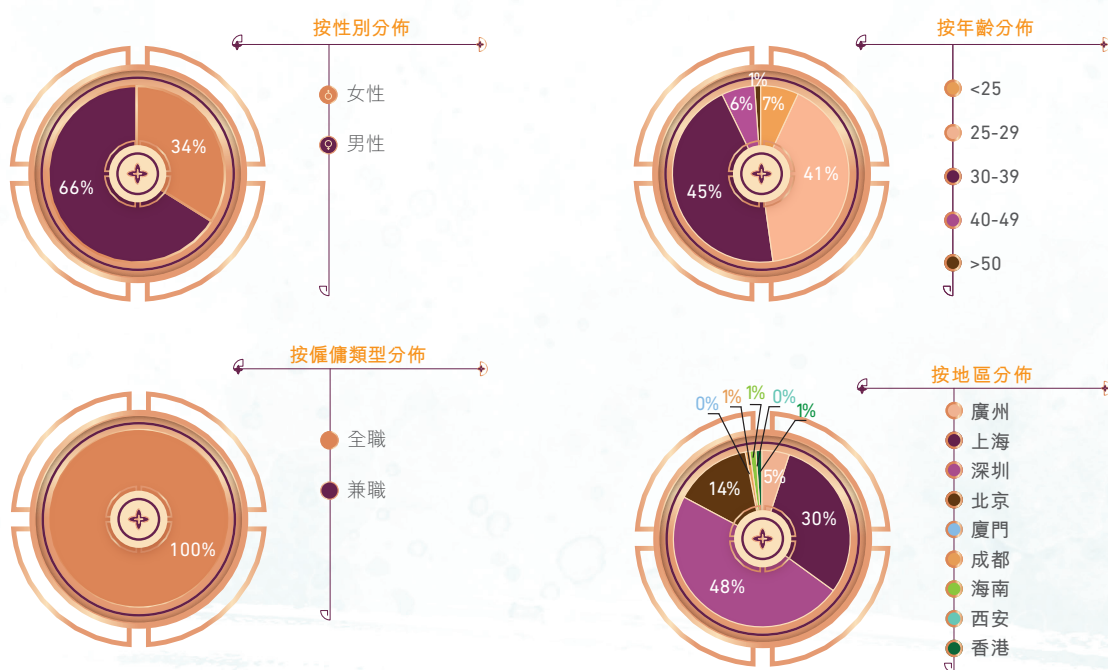 按性別分佈
女性
男性
34%
66%
按年齡分佈
<25
25-29
30-39
40-49
>50
1%
6%
7%
41%
45%
按僱傭類型分佈
全職
兼職
100%
按地區分佈
廣州
上海
深圳
北京
廈門
成都
海南
西安
香港
0%
1%
1%
0%
1%
5%
14%
30%
48%